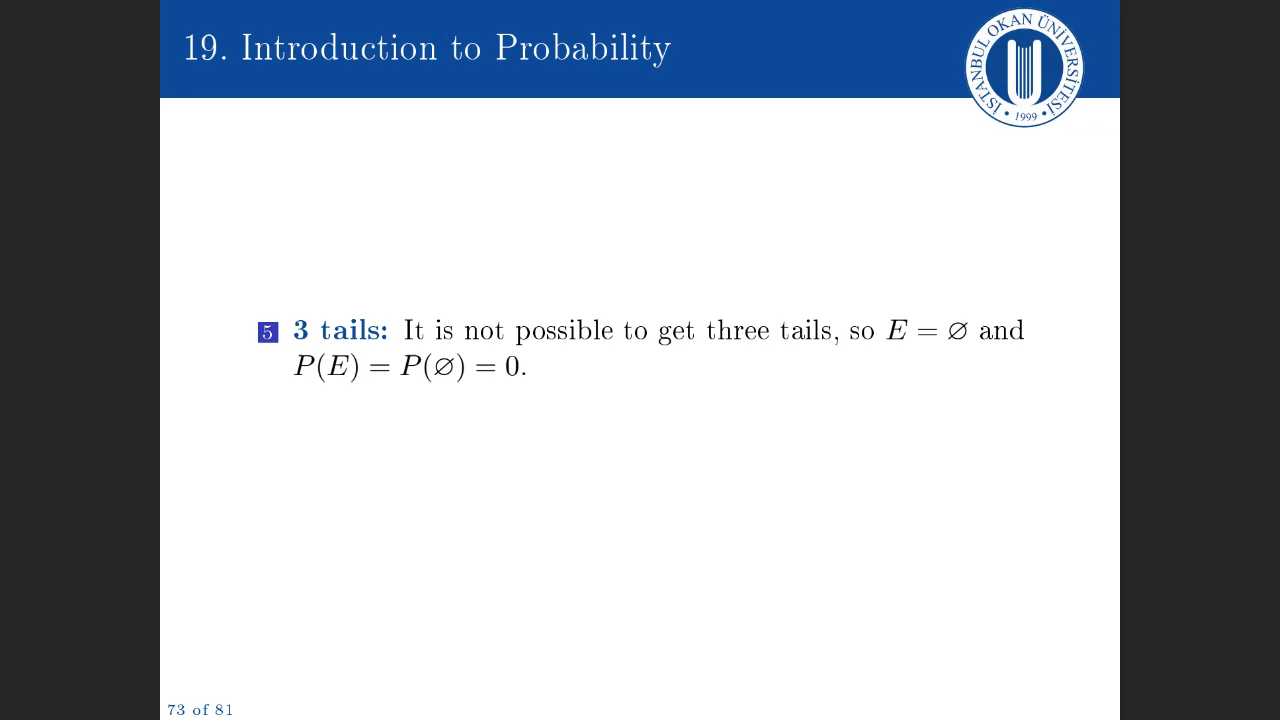 19. Introduction to Probability
İSTANBUL OKAN ÜNİVERSİTESİ
• 1999 •
5 3 tails: It is not possible to get three tails, so E = ∅ and
P(E) = P(∅) = 0.
73 of 81